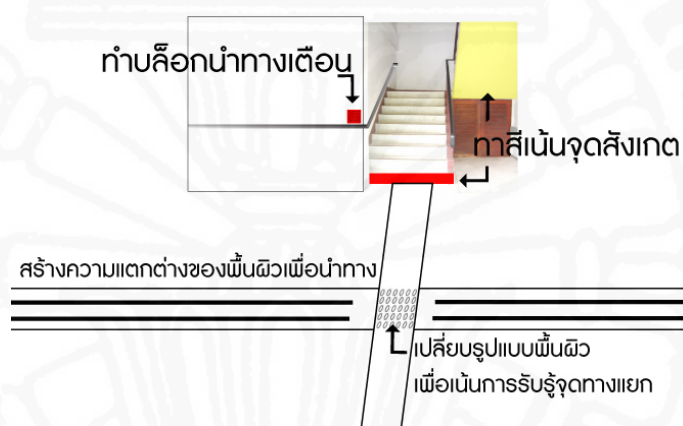 ทำบล็อกนำทางเตือน
ทาสีเน้นจุดสังเกต
สร้างความแตกต่างของพื้นผิวเพื่อนำทาง
เปลี่ยบรูปแบบพื้นผิว
เพื่อเน้นการรับรู้จุดทางแยก